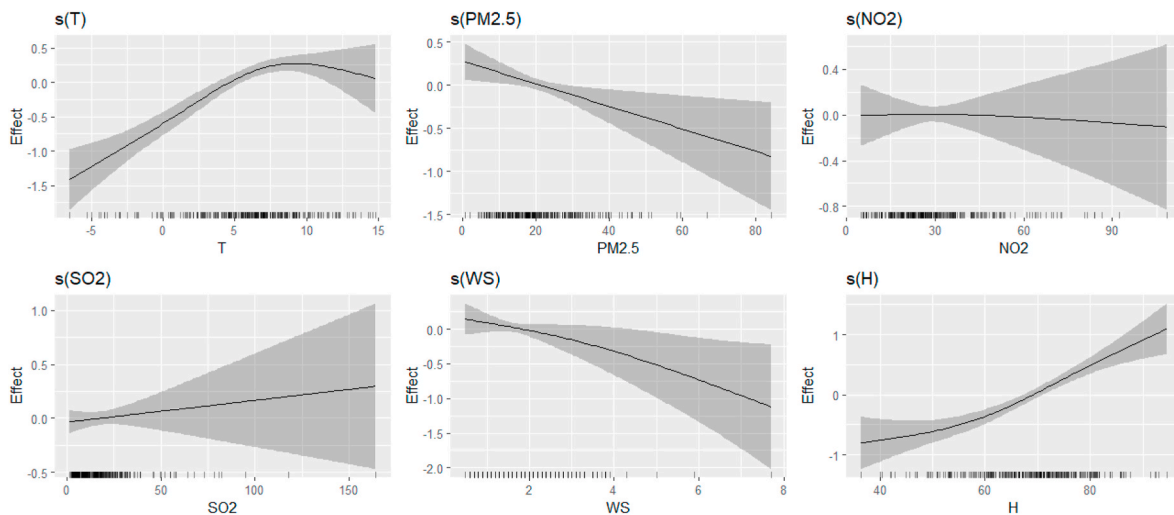 s(T)
s(PM2.5)
s(NO2)
0.5
0.0
-0.5
-1.0
-1.5
Effect
-5
0
5
10
15
T
0.5
0.0
-0.5
-1.0
-1.5
Effect
0
20
40
60
80
PM2.5
0.4
0.0
-0.4
-0.8
Effect
0
30
60
90
NO2
s(SO2)
s(WS)
s(H)
1.0
0.5
0.0
-0.5
Effect
0
50
100
150
SO2
0.0
-0.5
-1.0
-1.5
-2.0
Effect
2
4
6
8
WS
1
0
-1
Effect
40
60
80
H